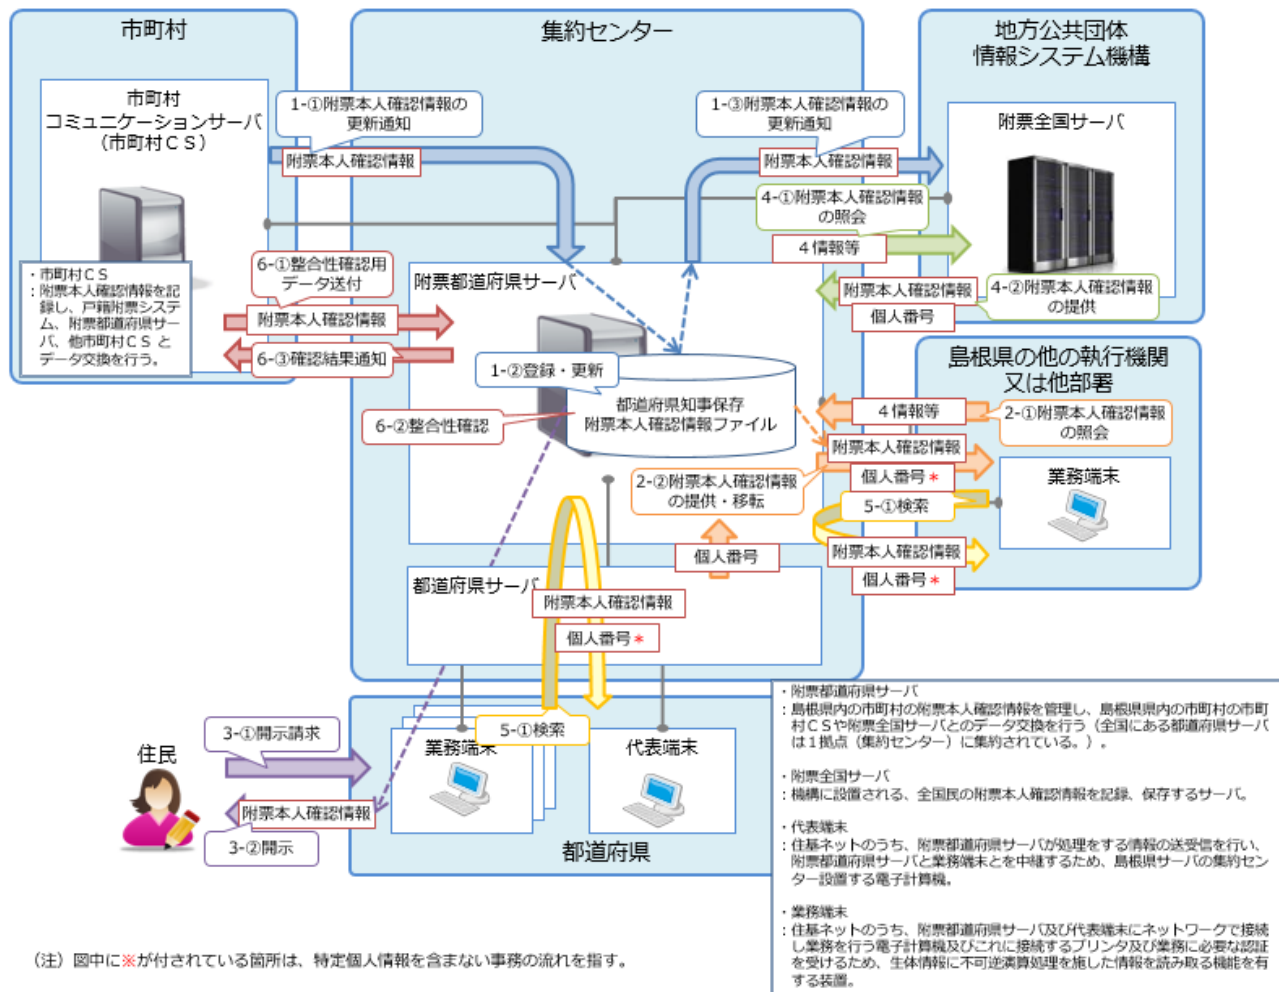 市町村
集約センター
地方公共団体
情報システム機構
市町村
コミュニケーションサーバ
（市町村ＣＳ）
1-①附票本人確認情報の
更新通知
附票本人確認情報
1-③附票本人確認情報の
更新通知
附票本人確認情報
附票全国サーバ
4-①附票本人確認情報
の照会
４情報等
附票本人確認情報
個人番号
4-②附票本人確認情報
の提供
・市町村ＣＳ
：附票本人確認情報を記
録し、戸籍附票システ
ム、附票都道府県サー
バ、他市町村ＣＳ と
データ交換を行う。
6-①整合性確認用
データ送付
附票本人確認情報
6-③確認結果通知
附票都道府県サーバ
1-②登録・更新
都道府県知事保存
附票本人確認情報ファイル
6-②整合性確認
島根県の他の執行機関
又は他部署
４情報等
2-①附票本人確認情報
の照会
附票本人確認情報
個人番号＊
2-②附票本人確認情報
の提供・移転
業務端末
5-①検索
附票本人確認情報
個人番号＊
個人番号
都道府県サーバ
附票本人確認情報
個人番号＊
5-①検索
業務端末
代表端末
都道府県
住民
3-①開示請求
附票本人確認情報
3-②開示
・附票都道府県サーバ
：島根県内の市町村の附票本人確認情報を管理し、島根県県内の市町村の市町
村ＣＳや附票全国サーバとのデータ交換を行う（全国にある都道府県サーバ
は１拠点（集約センター）に集約されている。）。
・附票全国サーバ
：機構に設置される、全国民の附票本人確認情報を記録、保存するサーバ。
・代表端末
：住基ネットのうち、附票都道府県サーバが処理をする情報の送受信を行い、
附票都道府県サーバと業務端末とを中継するため、島根県サーバの集約セン
ター設置する電子計算機。
・業務端末
：住基ネットのうち、附票都道府県サーバ及び代表端末にネットワークで接続
し業務を行う電子計算機及びこれに接続するプリンタ及び業務に必要な認証
を受けるため、生体情報に不可逆演算処理を施した情報を読み取る機能を有
する装置。
（注）図中に※が付されている箇所は、特定個人情報を含まない事務の流れを指す。